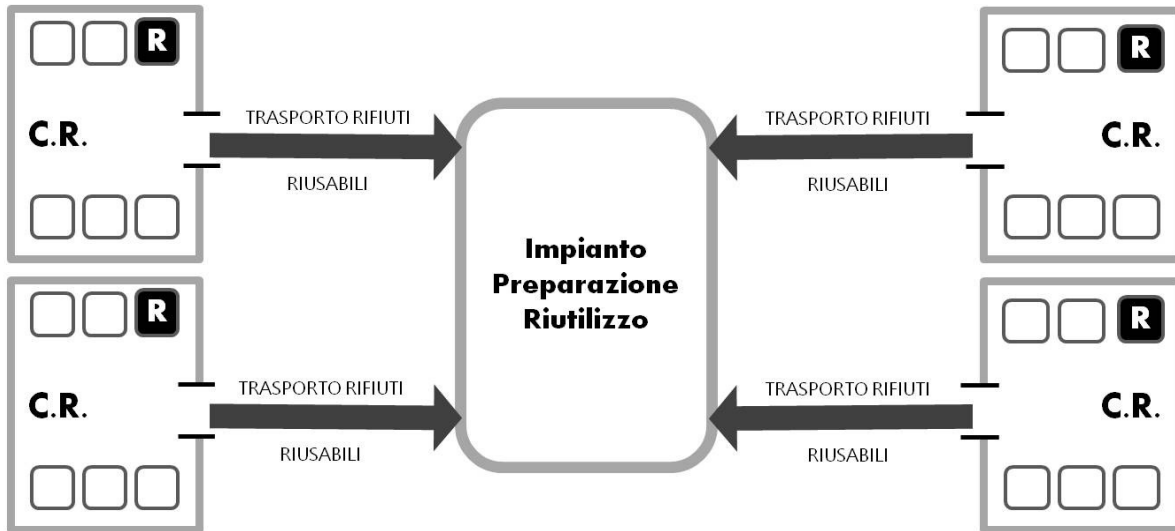 R
R
TRASPORTO RIFIUTI
TRASPORTO RIFIUTI
C.R.
C.R.
RIUSABILI
RIUSABILI
Impianto
Preparazione
Riutilizzo
R
R
TRASPORTO RIFIUTI
TRASPORTO RIFIUTI
C.R.
C.R.
RIUSABILI
RIUSABILI